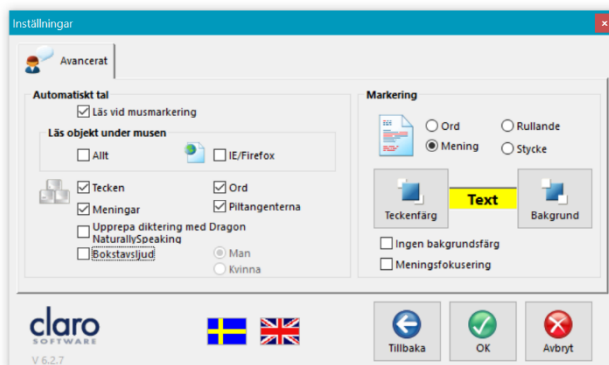 Inställningar
Avancerat
Automatiskt tal
Läs vid musmarkering
Läs objekt under musen
Allt
IE/Firefox
Tecken
Ord
Meningar
Piltangenterna
Upprepa diktering med Dragon
NaturallySpeaking
Bokstavsljud
Man
Kvinna
Markering
Ord
Rullande
Mening
Stycke
Teckenfärg
Text
Bakgrund
Ingen bakgrundsfärg
Meningsfokusering
claro
SOFTWARE
V 6.2.7
Tillbaka
OK
Avbryt